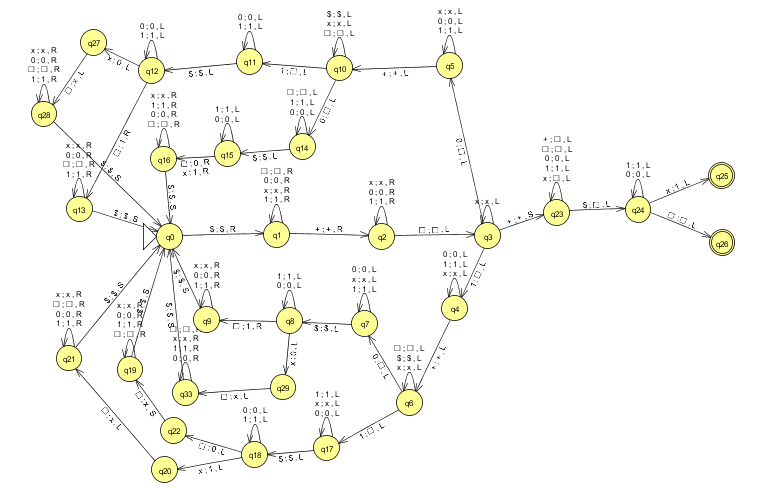 q27
x;0,L
0;0,L
1;1,L
q12
$;$,L
0;0,L
1;1,L
q11
1;□,L
$;$,L
x;x,L
□;□,L
q10
+;+,L
x;x,L
0;0,L
1;1,L
q5
x;x,R
0;0,R
□;□,R
1;1,R
q28
□;x,L
$;$,S
□;1,R
x;x,R
1;1,R
0;0,R
□;□,R
q16
□;0,R
x;1,R
1;1,L
0;0,L
q15
$;$,L
□;□,L
1;1,L
0;0,L
q14
0;□,L
0;□,L
x;x,R
0;0,R
□;□,R
1;1,R
q13
$;$,S
$;$,S
q0
$;$,R
□;□,R
0;0,R
x;x,R
1;1,R
q1
+;+,R
x;x,R
0;0,R
1;1,R
q2
□;□,L
x;x,L
q3
+;+,S
+;□,L
□;□,L
0;0,L
1;1,L
x;x,L
q23
$;□,L
1;1,L
0;0,L
q24
x;1,L
q25
□;□,L
q26
1;□,L
0;0,L
1;1,L
x;x,L
q4
+;+,L
x;x,R
□;□,R
0;0,R
1;1,R
q21
$;$,S
x;x,R
0;0,R
1;1,R
□;□,R
q19
$;$,S
$;$,S
□;□,R
x;x,R
1;1,R
0;0,R
q33
$;$,S
x;x,R
0;0,R
1;1,R
q9
□;1,R
1;1,L
0;0,L
q8
$;$,L
0;0,L
x;x,L
1;1,L
q7
0;□,L
□;□,L
$;$,L
x;x,L
q6
x;0,L
q29
□;x,L
1;□,L
1;1,L
x;x,L
0;0,L
q17
$;$,L
0;0,L
1;1,L
q18
□;0,L
q22
□;x,S
x;1,L
q20
□;x,L